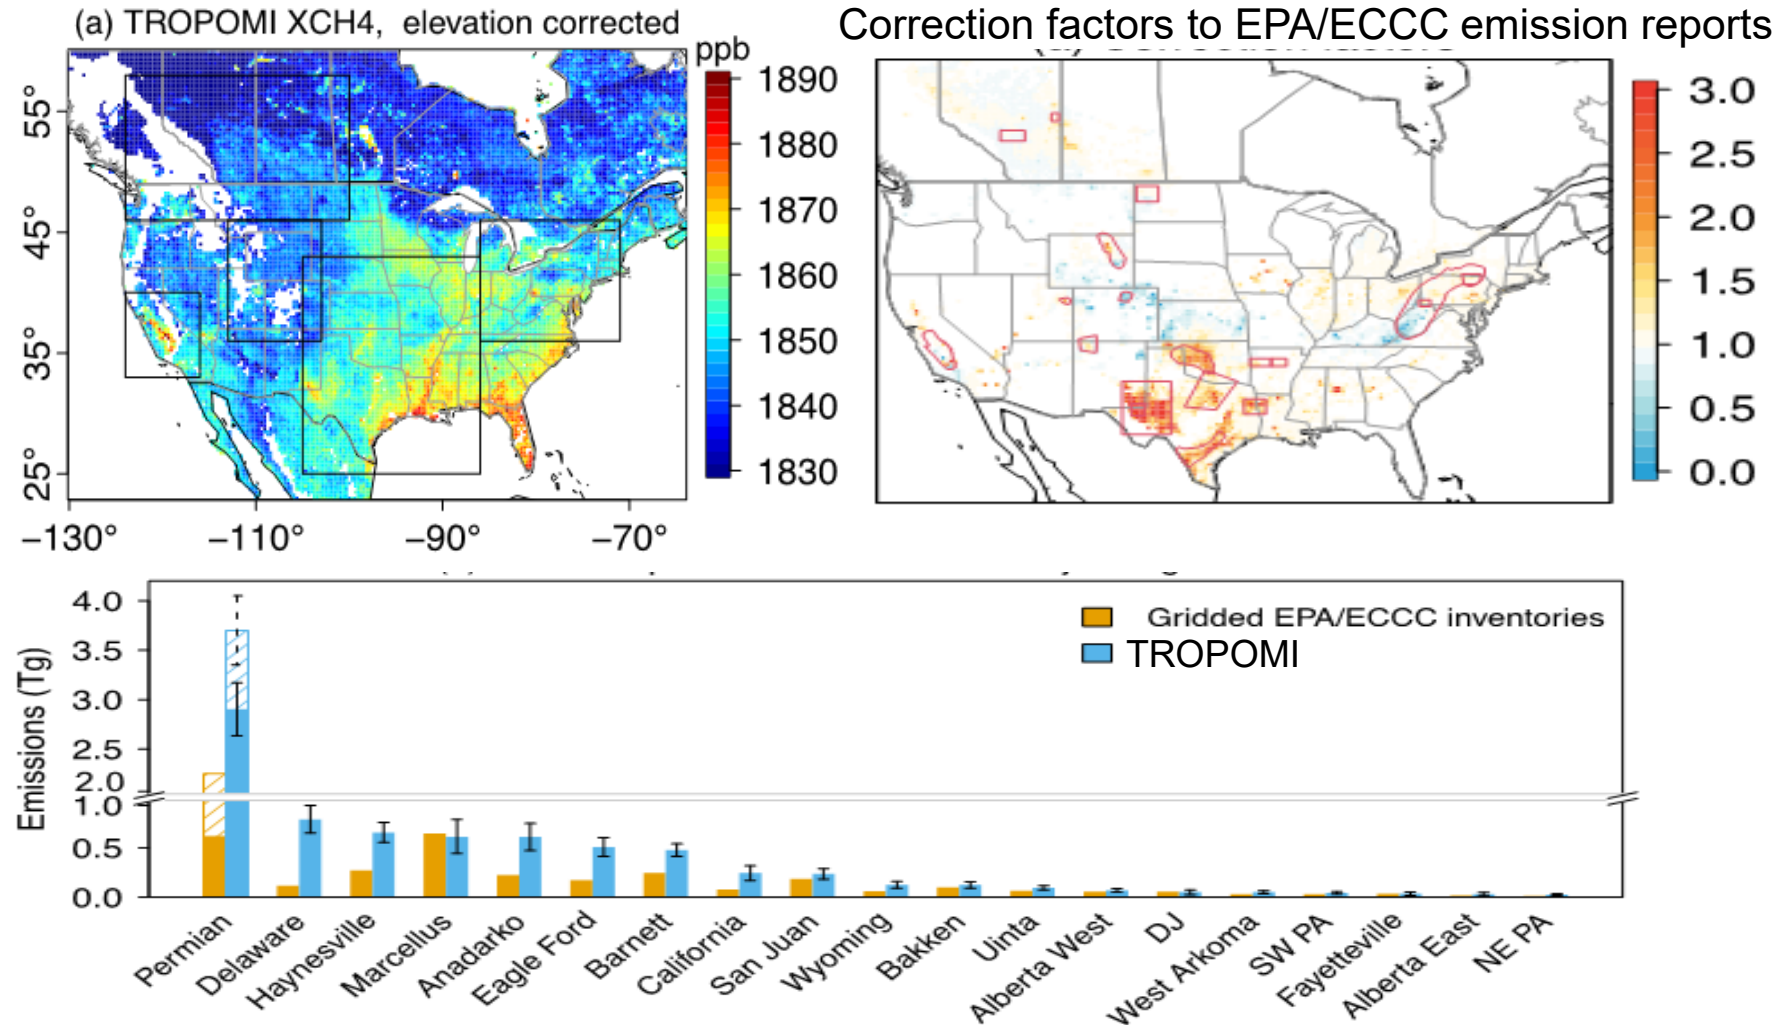 (a) TROPOMI XCH4, elevation corrected
ppb
1890
1880
1870
1860
1850
1840
1830
55°
45°
35°
25°
−130°
−110°
−90°
−70°
Correction factors to EPA/ECCC emission reports
3.0
2.5
2.0
1.5
1.0
0.5
0.0
Emissions (Tg)
4.0
3.5
3.0
2.5
2.0
1.0
0.5
0.0
Gridded EPA/ECCC inventories
TROPOMI
Permian
Delaware
Haynesville
Marcellus
Anadarko
Eagle Ford
Barnett
California
San Juan
Wyoming
Bakken
Uinta
Alberta West
DJ
West Arkoma
SW PA
Fayetteville
Alberta East
NE PA